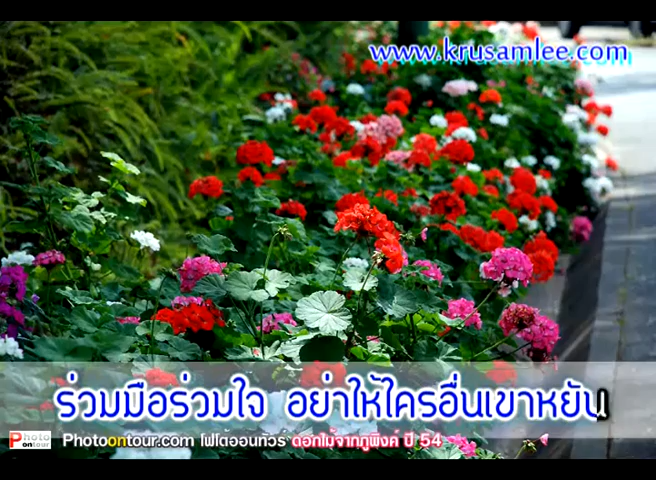 www.krusamlee.com
ร่วมมือร่วมใจ อย่าให้ใครอื่นเขาหยัน
Photo ontour
Photoontour.com โฟโต้ออนทัวร์ ดอกไม้จากภูพิงค์ ปี 54